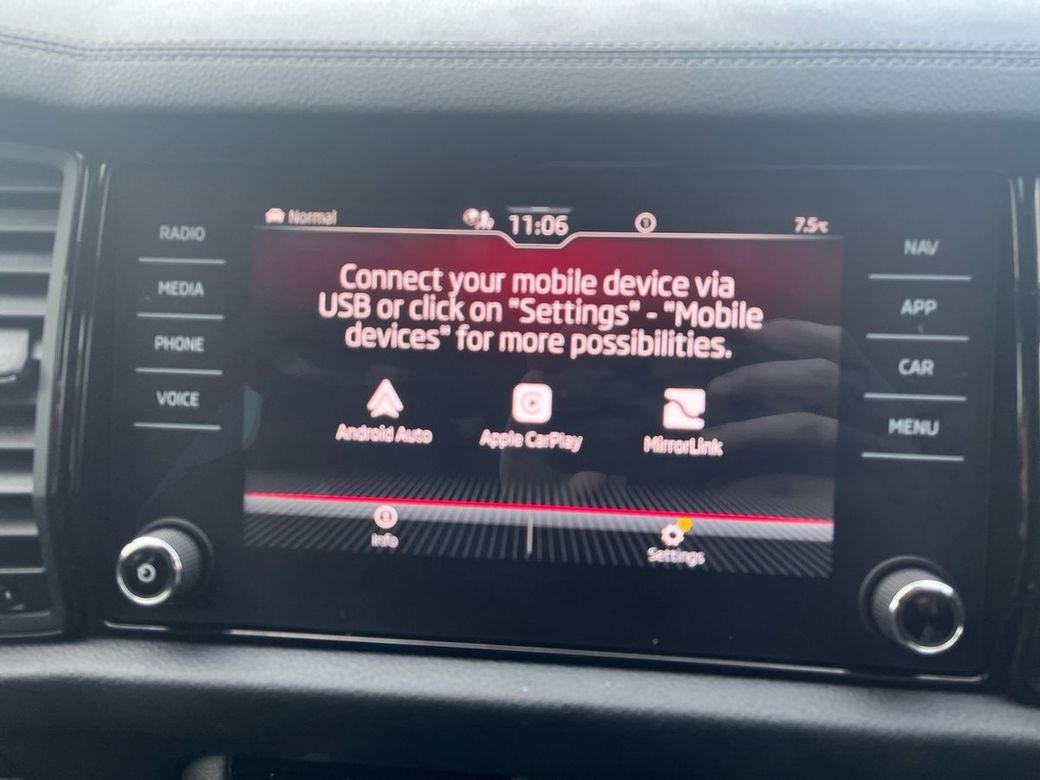 Normal
11:06
7.5°C
RADIO
MEDIA
PHONE
VOICE
Connect your mobile device via
USB or click on "Settings" - "Mobile
devices" for more possibilities.
Android Auto
Apple CarPlay
MirrorLink
Info
Settings
NAV
APP
CAR
MENU